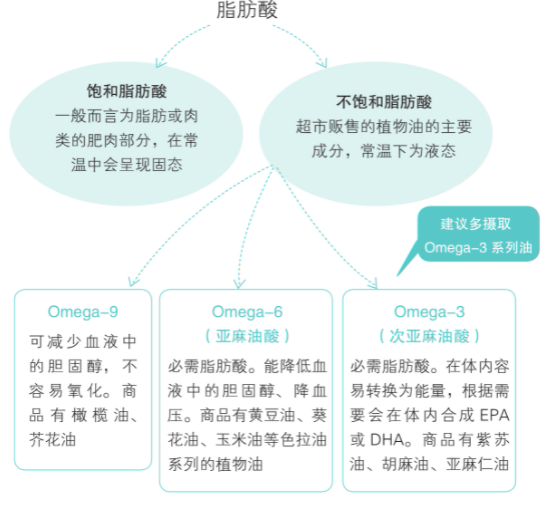 脂肪酸
饱和脂肪酸
一般而言为脂肪或肉
类的肥肉部分，在常
温中会呈现固态
不饱和脂肪酸
超市贩售的植物油的主要
成分，常温下为液态
建议多摄取
Omega-3 系列油
Omega-9
可减少血液中
的胆固醇，不
容易氧化。商
品有橄榄油、
芥花油
Omega-6
（亚麻油酸）
必需脂肪酸。能降低血
液中的胆固醇、降血
压。商品有黄豆油、葵
花油、玉米油等色拉油
系列的植物油
Omega-3
（次亚麻油酸）
必需脂肪酸。在体内容
易转换为能量，根据需
要会在体内合成 EPA
或 DHA。商品有紫苏
油、胡麻油、亚麻仁油